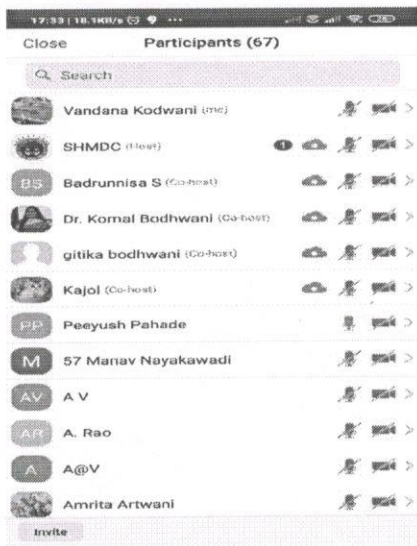 17:33 | 18.1KB/s
Close Participants (67)
Search
Vandana Kodwani (me)
SHMDC (Host)
BS Badrunnisa S (Co-host)
Dr. Komal Bodhwani (Co-host)
gitika bodhwani (Co-host)
Kajol (Co-host)
PP Peeyush Pahade
M 57 Manav Nayakawadi
AV A V
AR A. Rao
A A@V
Amrita Artwani
Invite